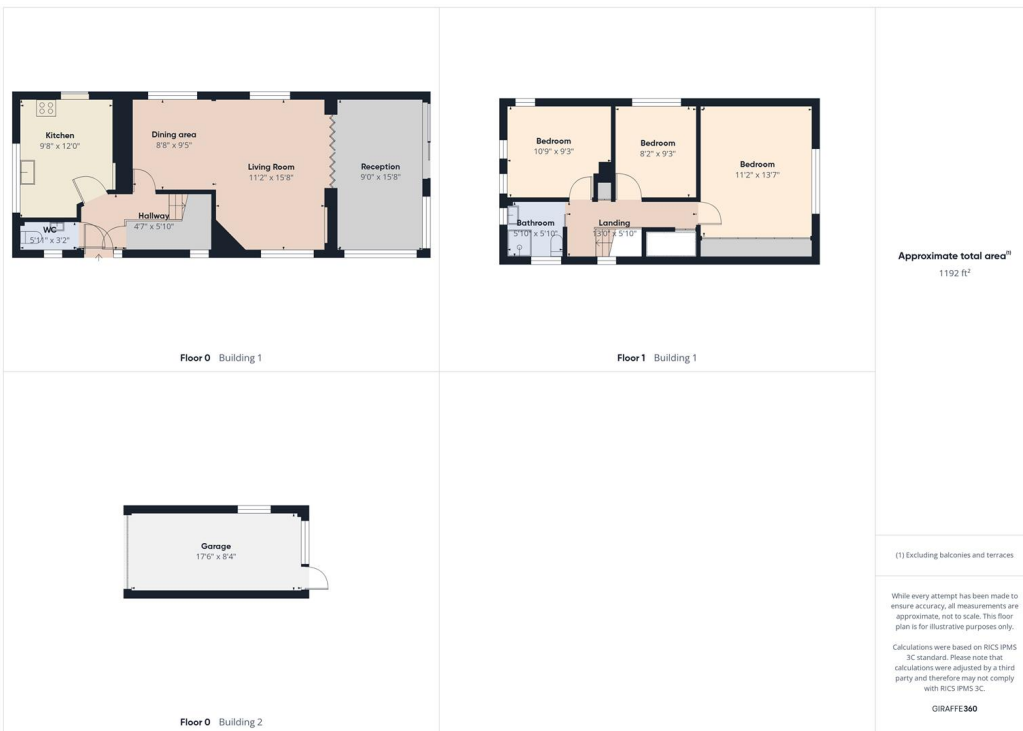 Kitchen
9'8" x 12'0"
Dining area
8'8" x 9'5"
Living Room
11'2" x 15'8"
Reception
9'0" x 15'8"
Hallway
4'7" x 5'10"
WC
5'11" x 3'2"
Floor 0 Building 1
Bedroom
10'9" x 9'3"
Bedroom
8'2" x 9'3"
Bedroom
11'2" x 13'7"
Bathroom
5'10" x 5'10"
Landing
13'0" x 5'10"
Floor 1 Building 1
Garage
17'6" x 8'4"
Floor 0 Building 2
Approximate total area(1)
1192 ft²
(1) Excluding balconies and terraces
While every attempt has been made to
ensure accuracy, all measurements are
approximate, not to scale. This floor
plan is for illustrative purposes only.
Calculations were based on RICS IPMS
3C standard. Please note that
calculations were adjusted by a third
party and therefore may not comply
with RICS IPMS 3C.
GIRAFFE360